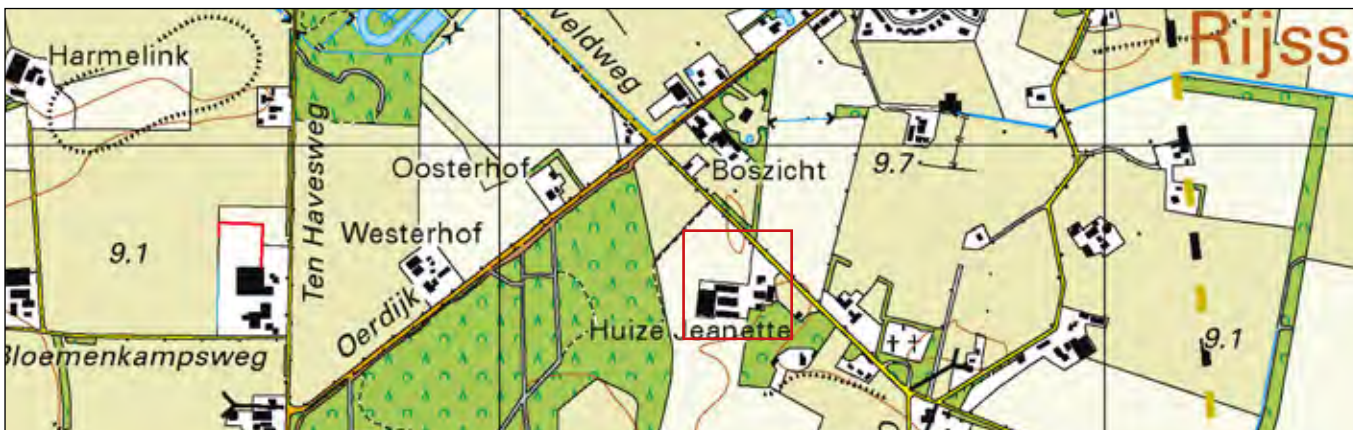 Harmelink
veldweg
Rijss
Ten Havesweg
Oosterhof
Boszicht
9.7
Westerhof
9.1
Oerdijk
Huize Jeanette
9.1
Bloemenkampsweg